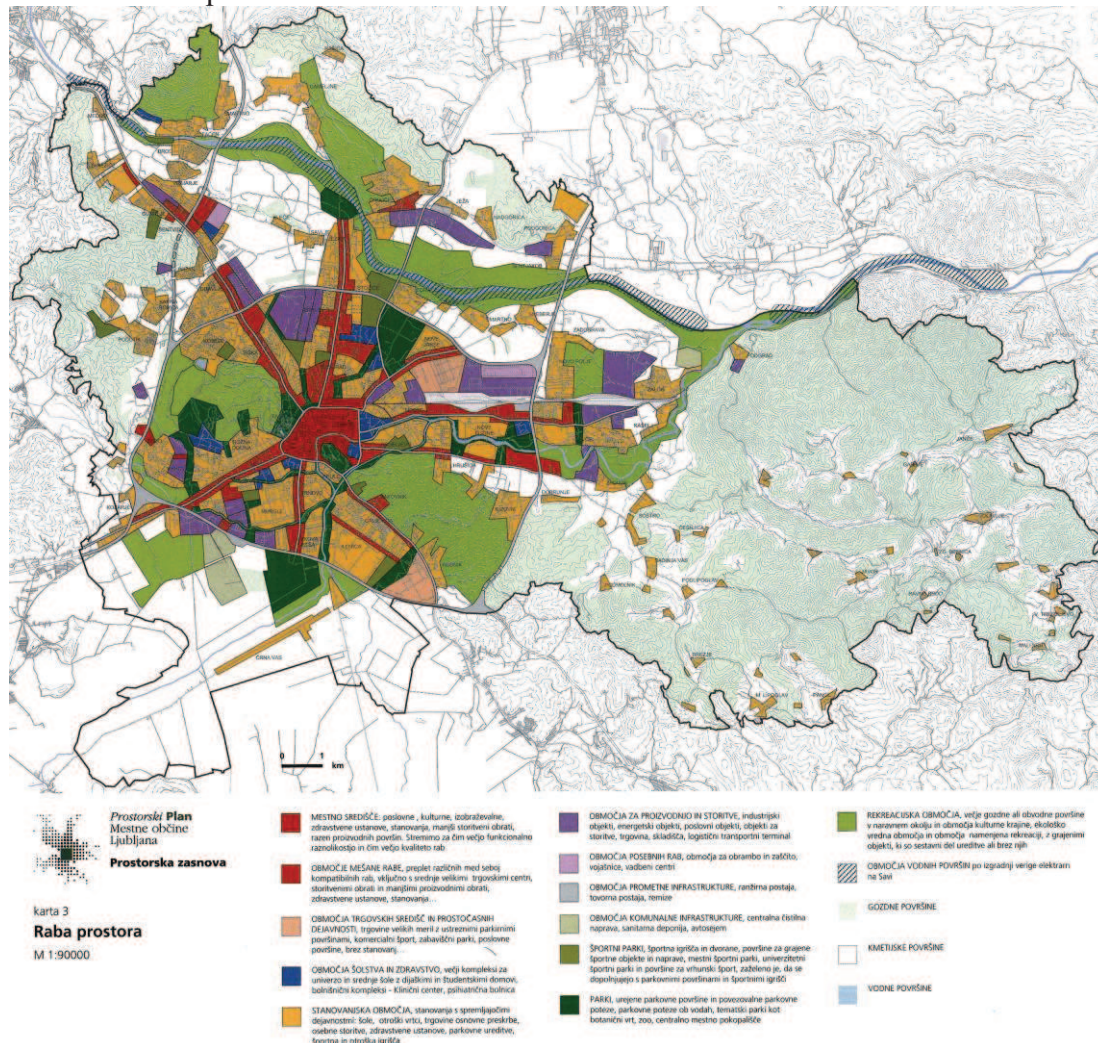 ČRNA VAS
0 1
km
Prostorski Plan
Mestne občine
Ljubljana
Prostorska zasnova
karta 3
Raba prostora
M 1:90000
MESTNO SREDIŠČE: poslovne , kulturne, izobraževalne,
zdravstvene ustanove, stanovanja, manjši storitveni obrati,
razen proizvodnih površin. Stremimo za čim večjo funkcionalno
raznolikostjo in čim večjo kvaliteto rab
OBMOČJE MEŠANE RABE, preplet različnih med seboj
kompatibilnih rab, vključno s srednje velikimi trgovskimi centri,
storitvenimi obrati in manjšimi proizvodnimi obrati,
zdravstvene ustanove, stanovanja...
OBMOČJA TRGOVSKIH SREDIŠČ IN PROSTOČASNIH
DEJAVNOSTI, trgovine velikih meril z ustreznimi parkirnimi
površinami, komercialni šport, zabaviščni parki, poslovne
površine, brez stanovanj...
OBMOČJA ŠOLSTVA IN ZDRAVSTVO, večji kompleksi za
univerzo in srednje šole z dijaškimi in študentskimi domovi,
bolnišnični kompleksi - Klinični center, psihiatrična bolnica
STANOVANJSKA OBMOČJA, stanovanja s spremljajočimi
dejavnostmi: šole, otroški vrtci, trgovine osnovne preskrbe,
osebne storitve, zdravstvene ustanove, parkovne ureditve,
športna in otroška igrišča
OBMOČJA ZA PROIZVODNJO IN STORITVE, industrijski
objekti, energetski objekti, poslovni objekti, objekti za
storitve, trgovina, skladišča, logistični transportni terminal
OBMOČJA POSEBNIH RAB, območja za obrambo in zaščito,
vojašnice, vadbeni centri
OBMOČJA PROMETNE INFRASTRUKTURE, ranžirna postaja,
tovorna postaja, remize
OBMOČJA KOMUNALNE INFRASTRUKTURE, centralna čistilna
naprava, sanitarna deponija, avtosejem
ŠPORTNI PARKI, športna igrišča in dvorane, površine za grajene
športne objekte in naprave, mestni športni parki, univerzitetni
športni parki in površine za vrhunski šport, zaželeno je, da se
dopolnjujejo s parkovnimi površinami in športnimi igrišči
PARKI, urejene parkovne površine in povezovalne parkovne
poteze, parkovne poteze ob vodah, tematski parki kot
botanični vrt, zoo, centralno mestno pokopališče
REKREACIJSKA OBMOČJA, večje gozdne ali obvodne površine
v naravnem okolju in območja kulturne krajine, ekološko
vredna območja in območja namenjena rekreaciji, z grajenimi
objekti, ki so sestavni del ureditve ali brez njih
OBMOČJA VODNIH POVRŠIN po izgradnji verige elektrarn
na Savi
GOZDNE POVRŠINE
KMETIJSKE POVRŠINE
VODNE POVRŠINE